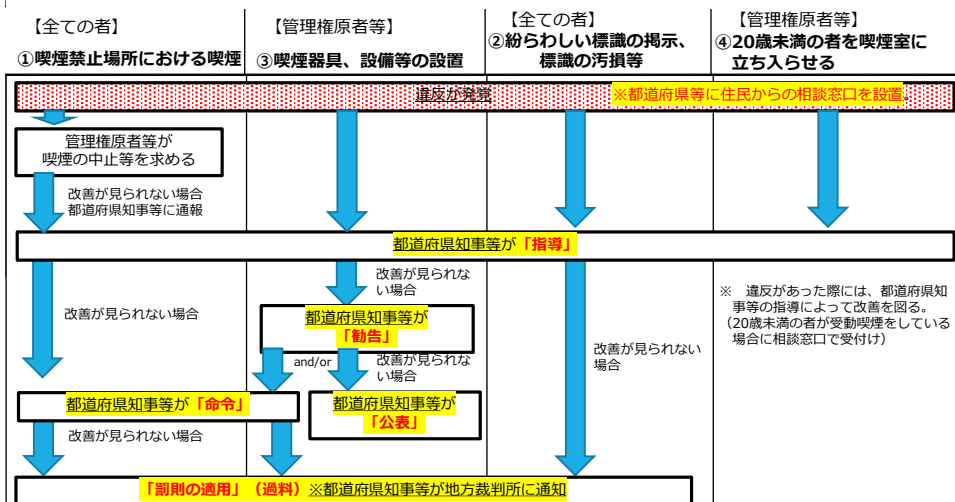 【全ての者】
①喫煙禁止場所における喫煙
【管理権原者等】
③喫煙器具、設備等の設置
【全ての者】
②紛らわしい標識の掲示、
標識の汚損等
【管理権原者等】
④20歳未満の者を喫煙室に
立ち入らせる
違反が発覚
※都道府県等に住民からの相談窓口を設置。
管理権原者等が
喫煙の中止等を求める
改善が見られない場合
都道府県知事等に通報
都道府県知事等が「指導」
改善が見られない場合
改善が見られな
い場合
都道府県知事等が
「勧告」
and/or
改善が見られな
い場合
都道府県知事等が「命令」
都道府県知事等が
「公表」
改善が見られない場合
改善が見られない
場合
※　違反があった際には、都道府県知
事等の指導によって改善を図る。
（20歳未満の者が受動喫煙をしている
場合に相談窓口で受付け）
「罰則の適用」（過料）※都道府県知事等が地方裁判所に通知